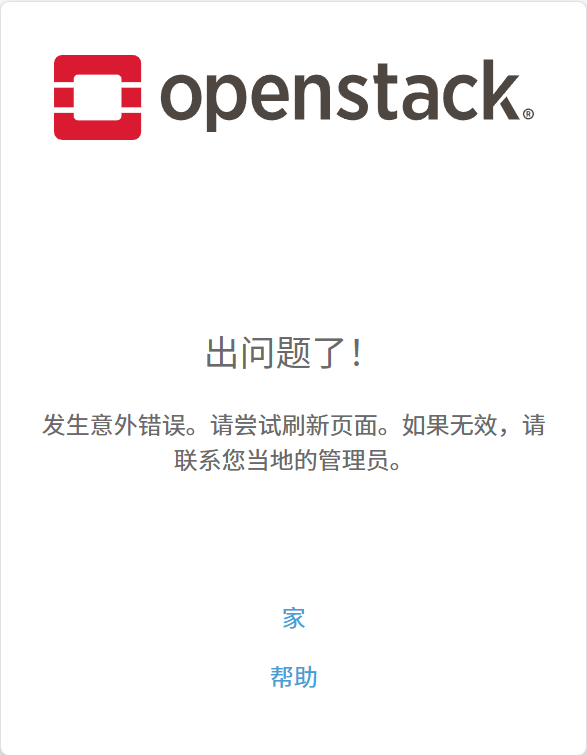 openstack®
出问题了！
发生意外错误。请尝试刷新页面。如果无效，请
联系您当地的管理员。
家
帮助